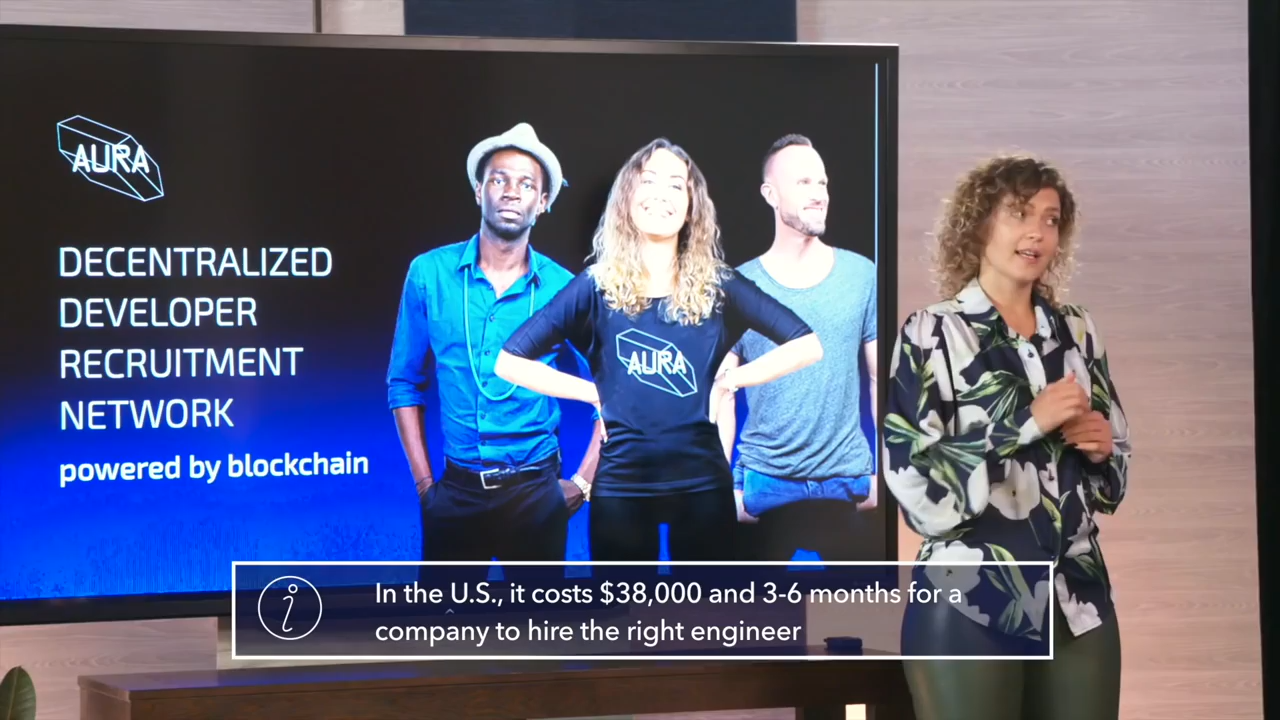 AURA
DECENTRALIZED
DEVELOPER
RECRUITMENT
NETWORK
powered by blockchain
AURA
In the U.S., it costs $38,000 and 3-6 months for a
company to hire the right engineer